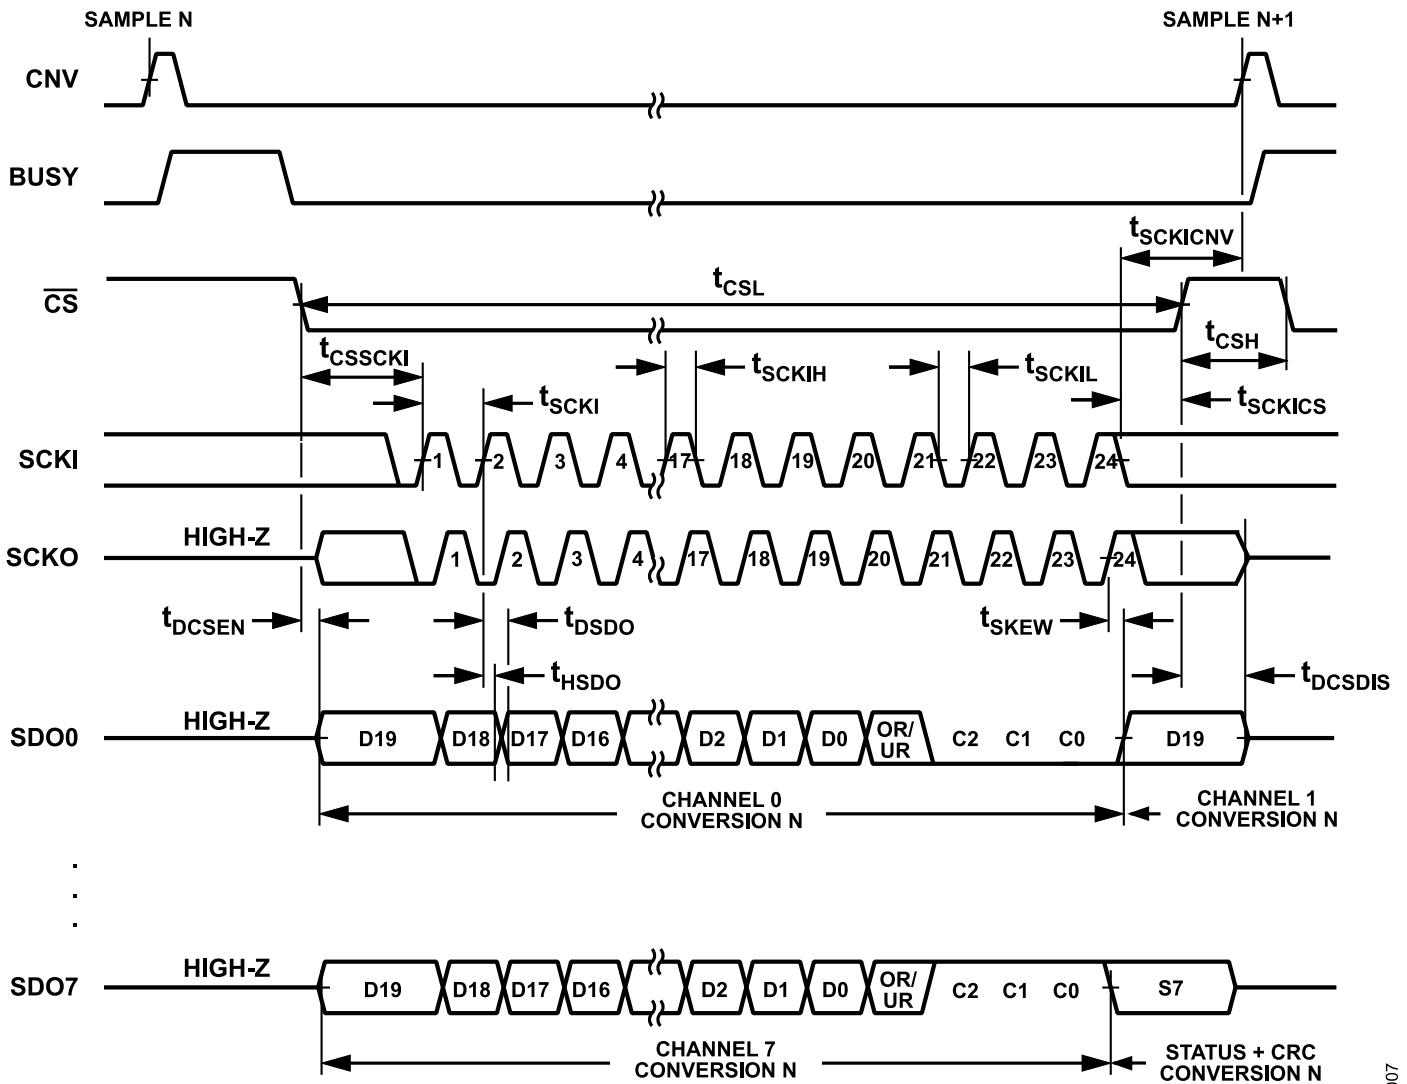 SAMPLE N
SAMPLE N+1
CNV
BUSY
tSCKICNV
CS
tCSL
tCSSCKI
tSCKIH
tSCKIL
tCSH
tSCKI
tSCKICS
SCKI
1 2 3 4 17 18 19 20 21 22 23 24
HIGH-Z
SCKO
1 2 3 4 17 18 19 20 21 22 23 24
tDCSEN
tDSDO
tSKEW
tHSDO
tDCSDIS
HIGH-Z
SDO0
D19 D18 D17 D16 D2 D1 D0 OR/ C2 C1 C0 D19
UR
CHANNEL 0
CONVERSION N
CHANNEL 1
CONVERSION N
.
.
.
HIGH-Z
SDO7
D19 D18 D17 D16 D2 D1 D0 OR/ C2 C1 C0 S7
UR
CHANNEL 7
CONVERSION N
STATUS + CRC
CONVERSION N
007